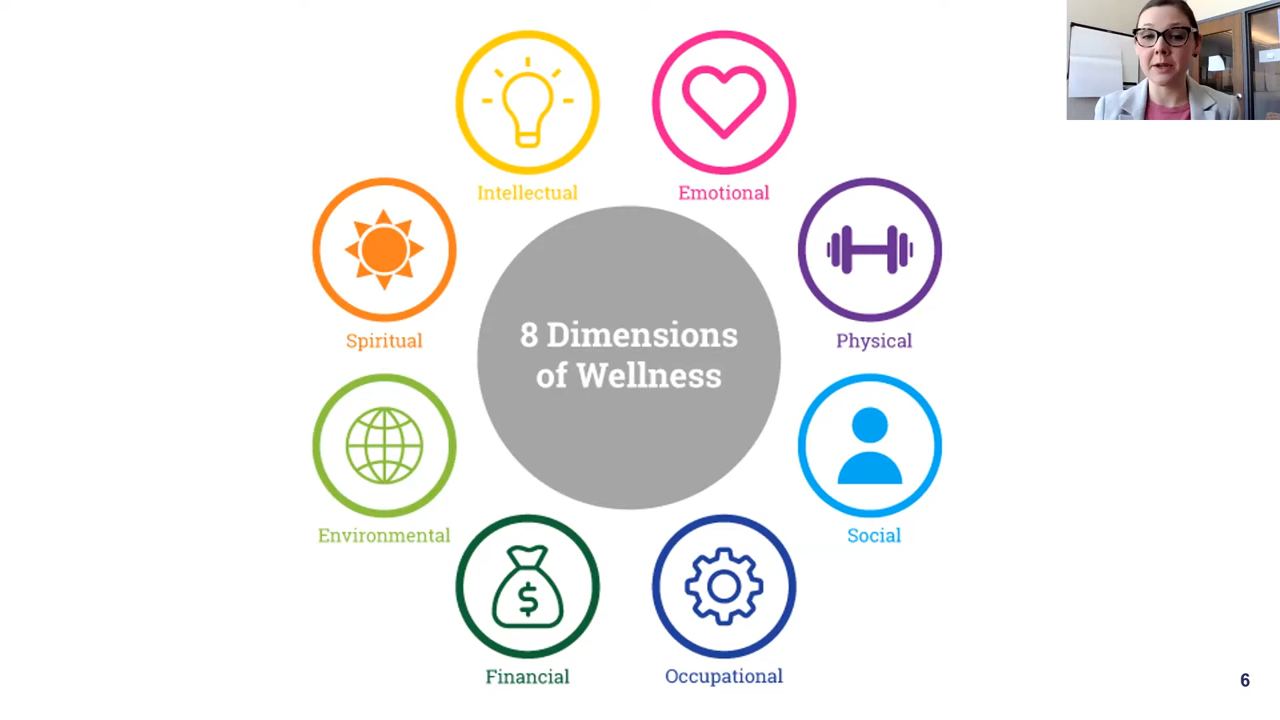 Intellectual
Emotional
Spiritual
Physical
8 Dimensions
of Wellness
Environmental
Social
$
Financial
Occupational
6